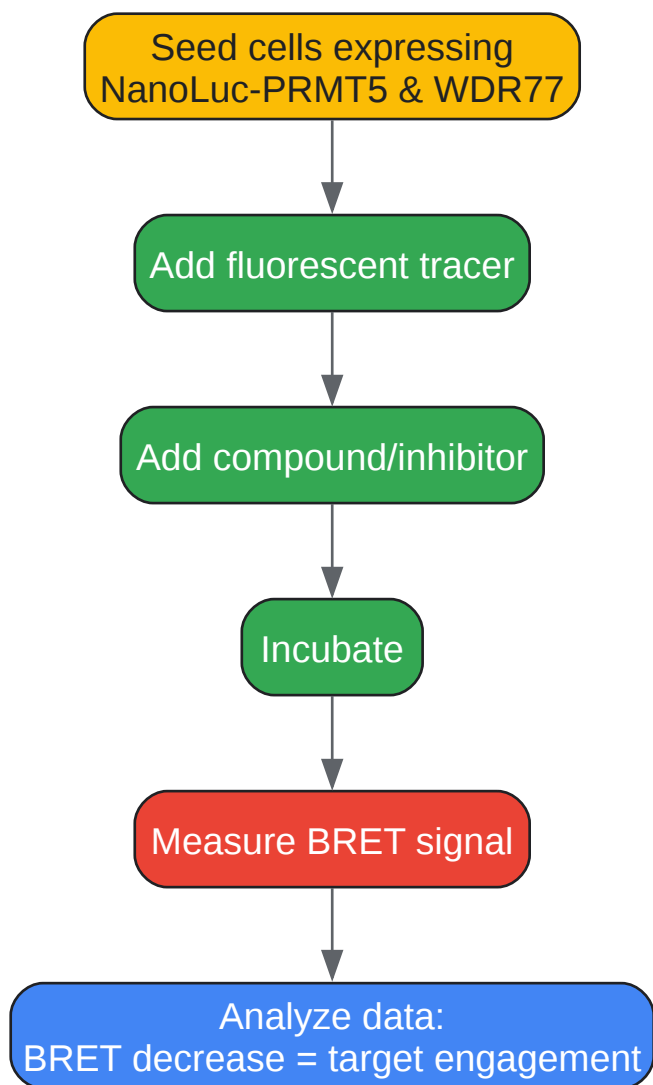 Seed cells expressing
NanoLuc-PRMT5 & WDR77
Add fluorescent tracer
Add compound/inhibitor
Incubate
Measure BRET signal
Analyze data:
BRET decrease = target engagement